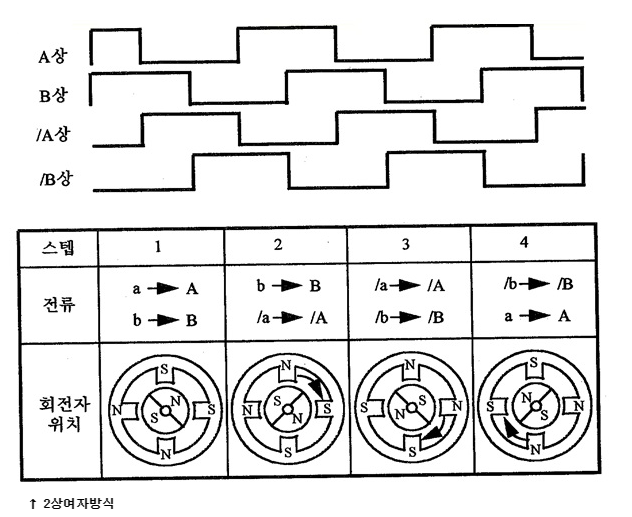 A상
B상
/A상
/B상
스텝 1 2 3 4
전류 a A b B /a /A /b /B
b B /a /A /b /B a A
회전자 위치
S N N S S N
N N S S N S
N S N N S S
S N S S N N
↑ 2상여자방식